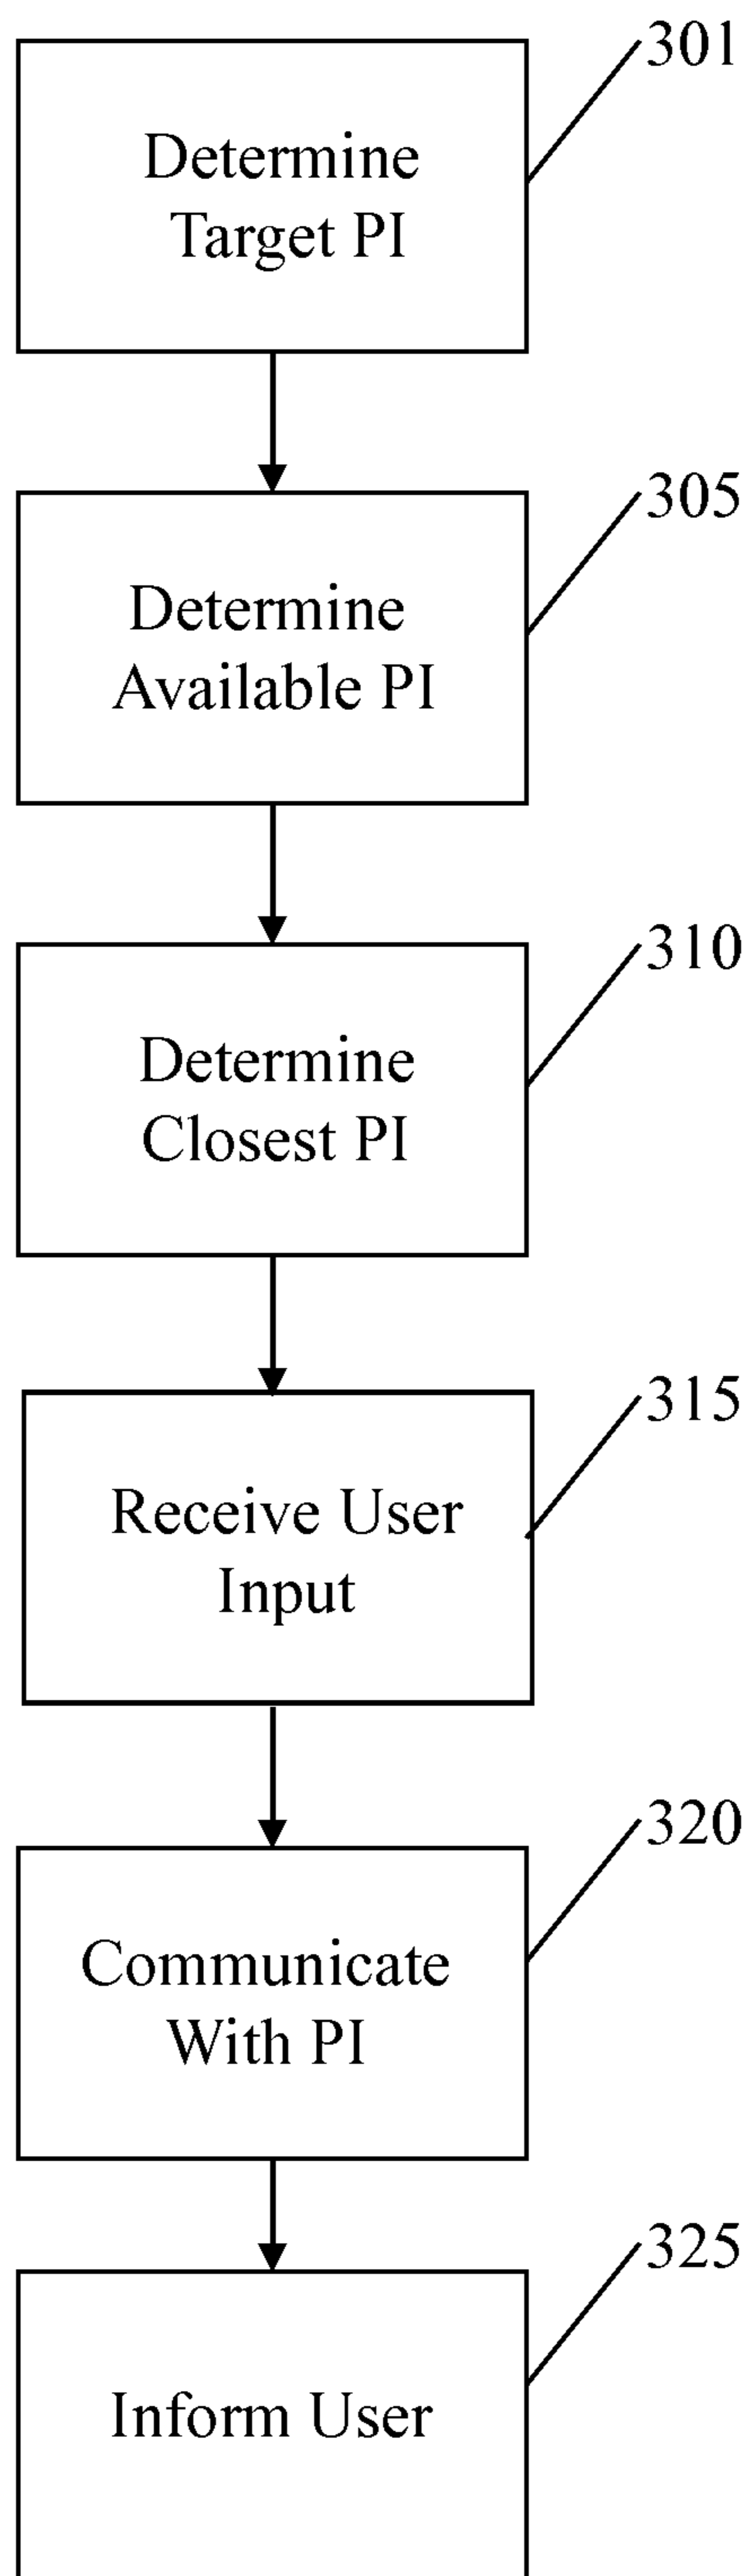 301
Determine
Target PI
305
Determine
Available PI
310
Determine
Closest PI
315
Receive User
Input
320
Communicate
With PI
325
Inform User